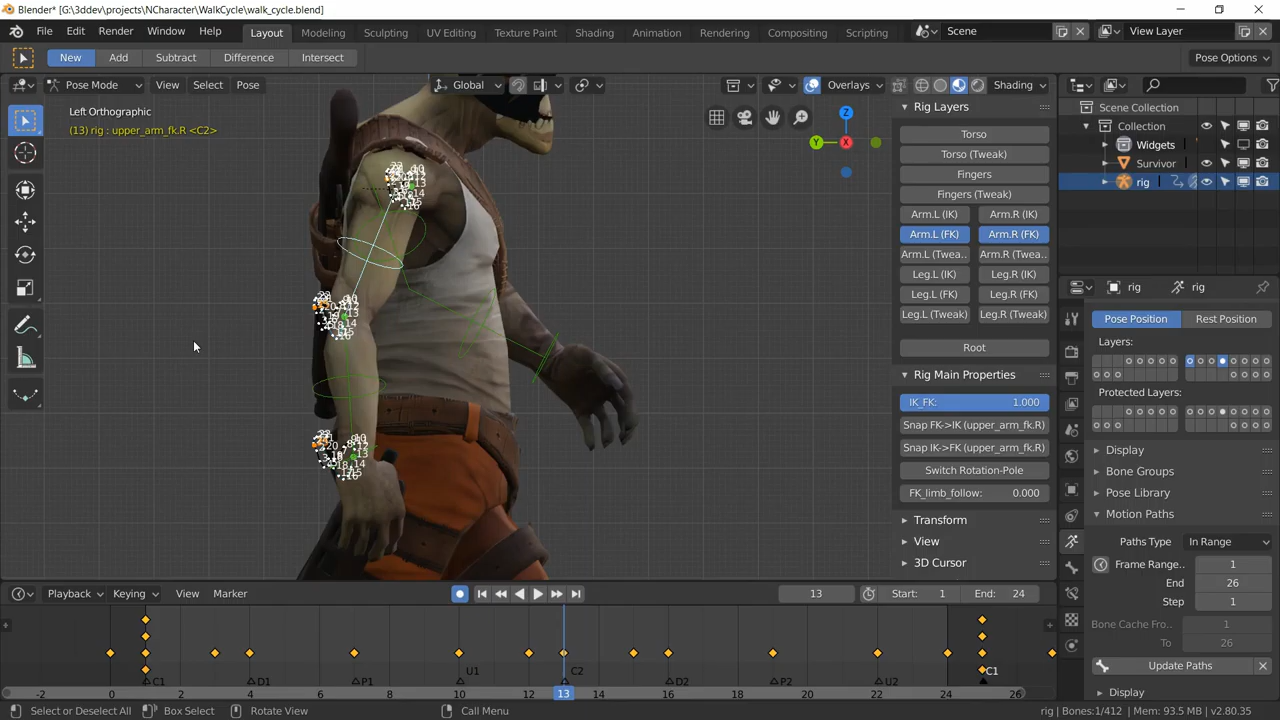 Blender* [G:\3ddev\projects\NCharacter\WalkCycle\walk_cycle.blend]
File Edit Render Window Help Layout Modeling Sculpting UV Editing Texture Paint Shading Animation Rendering Compositing Scripting Scene View Layer
New Add Subtract Difference Intersect Pose Options
Pose Mode View Select Pose Global Overlays Shading
Left Orthographic
(13) rig : upper_arm_fk.R <C2>
Z
Y
X
Rig Layers
Torso
Torso (Tweak)
Fingers
Fingers (Tweak)
Arm.L (IK) Arm.R (IK)
Arm.L (FK) Arm.R (FK)
Arm.L (Twea.. Arm.R (Tweak)
Leg.L (IK) Leg.R (IK)
Leg.L (FK) Leg.R (FK)
Leg.L (Tweak) Leg.R (Tweak)
Root
Rig Main Properties
IK_FK: 1.000
Snap FK->IK (upper_arm_fk.R)
Snap IK->FK (upper_arm_fk.R)
Switch Rotation-Pole
FK_limb_follow: 0.000
Transform
View
3D Cursor
Scene Collection
Collection
Widgets
Survivor
rig
rig rig
Pose Position Rest Position
Layers:
Protected Layers:
Display
Bone Groups
Pose Library
Motion Paths
Paths Type In Range
Frame Range.. 1
End 26
Step 1
Bone Cache Fro.. 1
To 26
Update Paths
Display
Playback Keying View Marker 13 Start: 1 End: 24
C1 D1 P1 U1 C2 D2 P2 U2 C1
-2 0 2 4 6 8 10 12 13 14 16 18 20 22 24 26
Select or Deselect All Box Select Rotate View Call Menu rig | Bones:1/412 | Mem: 93.5 MB | v2.80.35